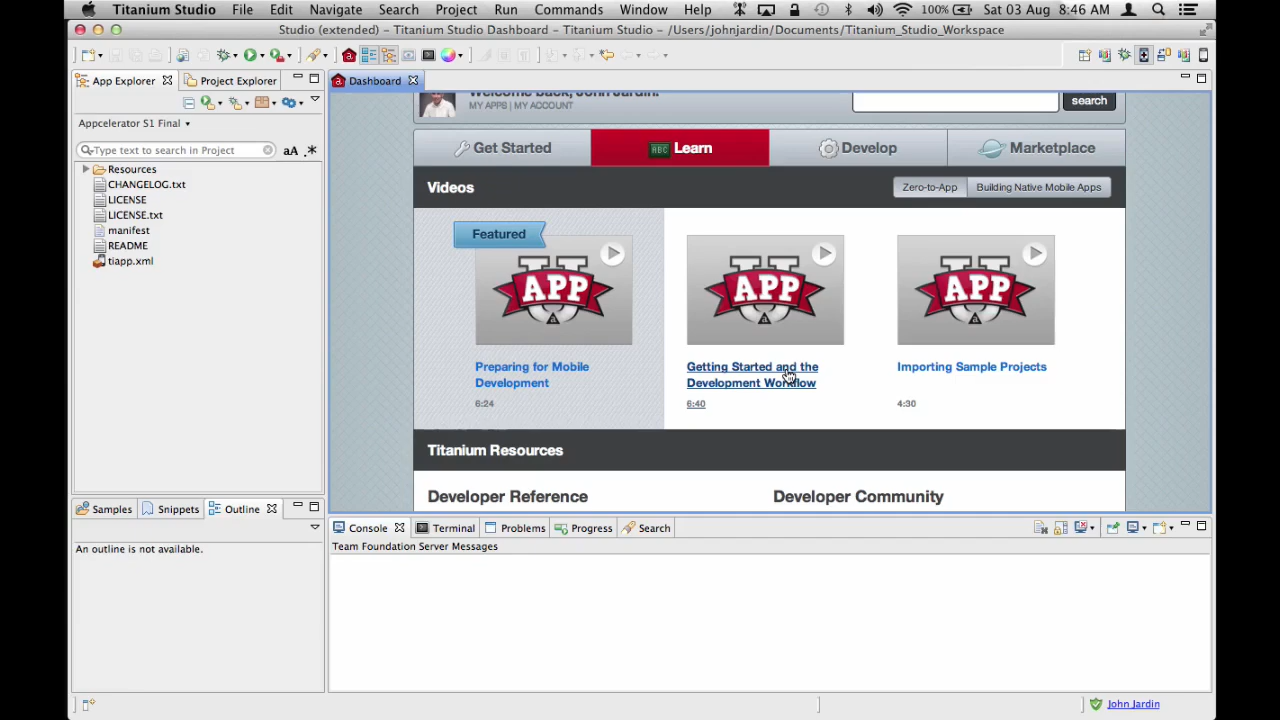 Titanium Studio File Edit Navigate Search Project Run Commands Window Help 100% Sat 03 Aug 8:46 AM
Studio (extended) – Titanium Studio Dashboard – Titanium Studio – /Users/johnjardin/Documents/Titanium_Studio_Workspace
App Explorer Project Explorer
Dashboard
Welcome back, John Jardin!
MY APPS | MY ACCOUNT
search
Appcelerator S1 Final
Type text to search in Project
aA .*
Resources
CHANGELOG.txt
LICENSE
LICENSE.txt
manifest
README
tiapp.xml
Get Started Learn Develop Marketplace
Videos Zero-to-App Building Native Mobile Apps
Featured
APP APP APP
Preparing for Mobile
Development
6:24
Getting Started and the
Development Workflow
6:40
Importing Sample Projects
4:30
Titanium Resources
Developer Reference Developer Community
Samples Snippets Outline
An outline is not available.
Console Terminal Problems Progress Search
Team Foundation Server Messages
John Jardin